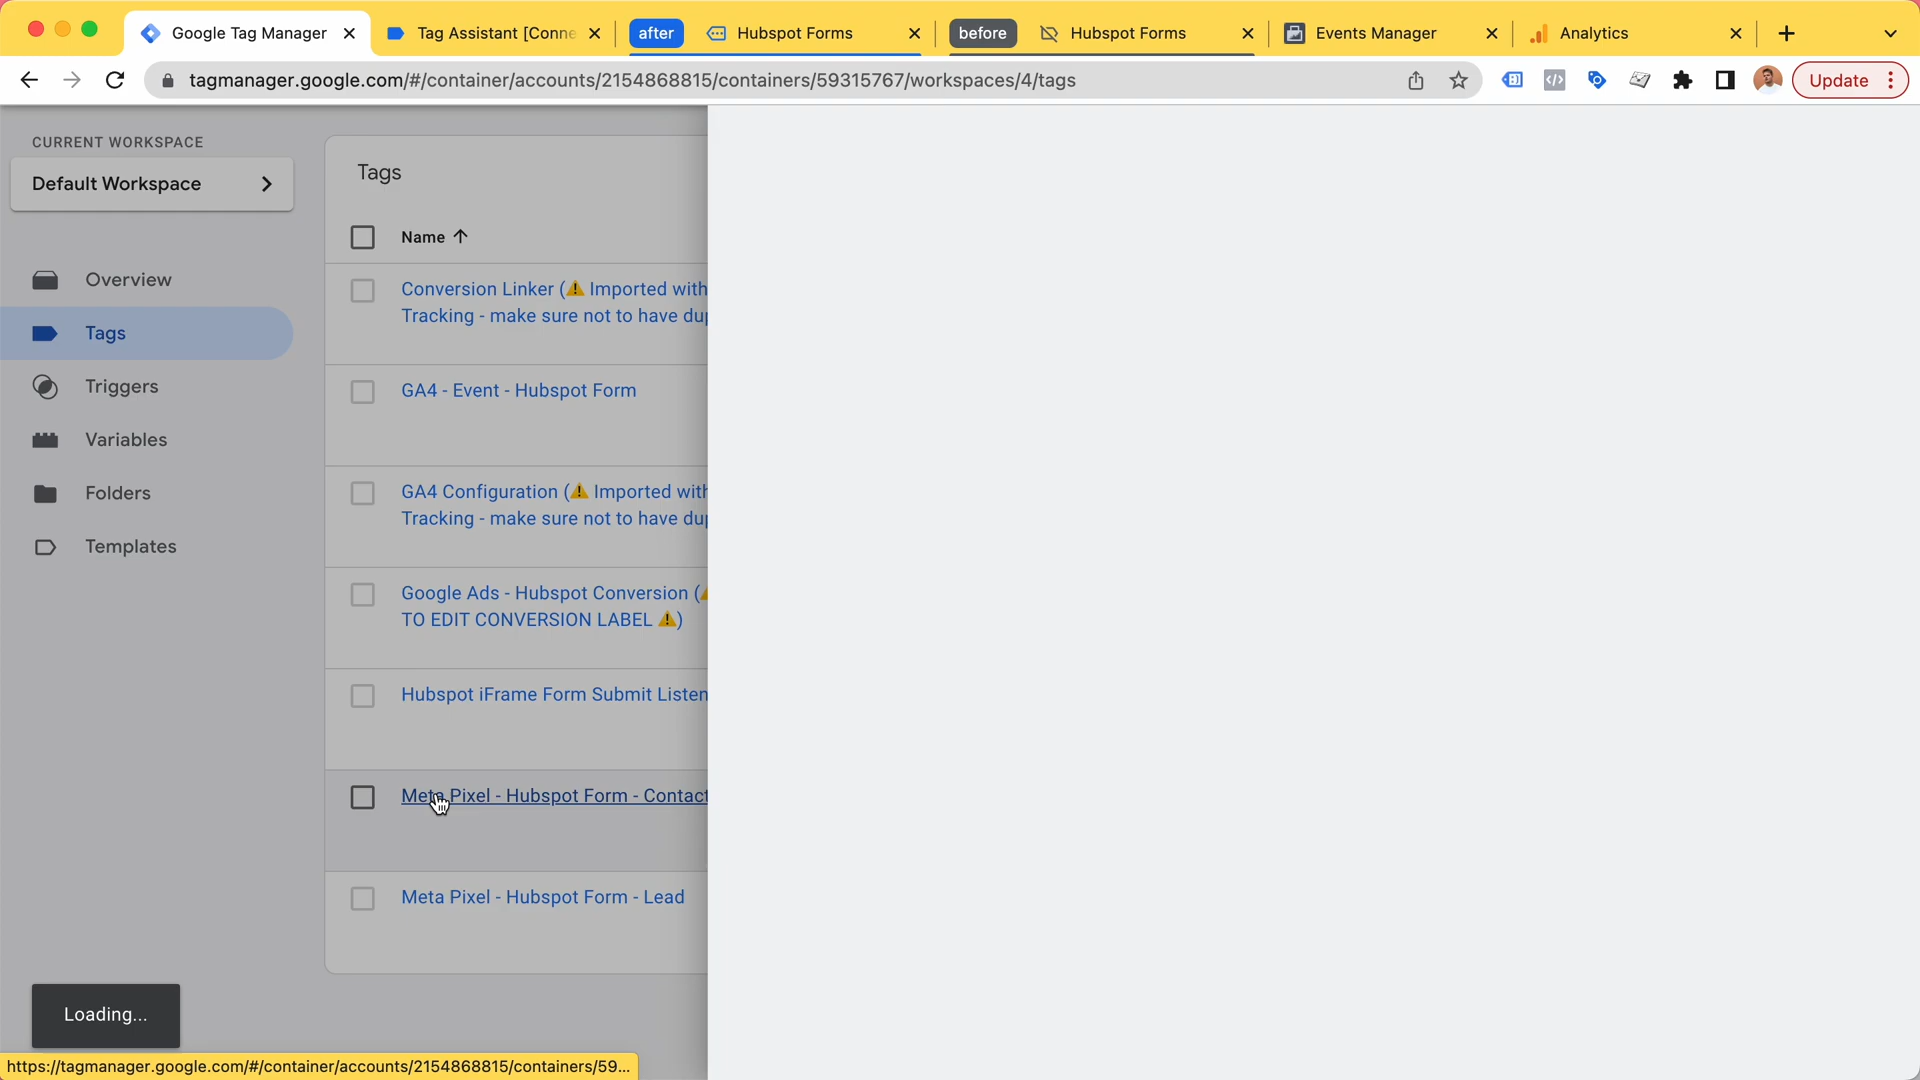 Google Tag Manager
Tag Assistant [Conne
after
Hubspot Forms
before
Hubspot Forms
Events Manager
Analytics
tagmanager.google.com/#/container/accounts/2154868815/containers/59315767/workspaces/4/tags
Update
CURRENT WORKSPACE
Default Workspace
Overview
Tags
Triggers
Variables
Folders
Templates
Tags
Name
Conversion Linker (⚠ Imported with
Tracking - make sure not to have dup
GA4 - Event - Hubspot Form
GA4 Configuration (⚠ Imported with
Tracking - make sure not to have dup
Google Ads - Hubspot Conversion (⚠
TO EDIT CONVERSION LABEL ⚠)
Hubspot iFrame Form Submit Listen
Meta Pixel - Hubspot Form - Contact
Meta Pixel - Hubspot Form - Lead
Loading...
https://tagmanager.google.com/#/container/accounts/2154868815/containers/59...